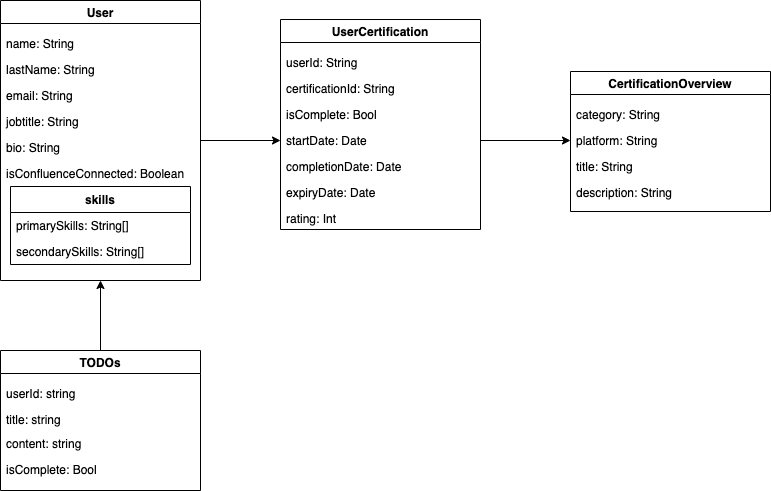 User
name: String
lastName: String
email: String
jobtitle: String
bio: String
isConfluenceConnected: Boolean
skills
primarySkills: String[]
secondarySkills: String[]
UserCertification
userId: String
certificationId: String
isComplete: Bool
startDate: Date
completionDate: Date
expiryDate: Date
rating: Int
CertificationOverview
category: String
platform: String
title: String
description: String
TODOs
userId: string
title: string
content: string
isComplete: Bool